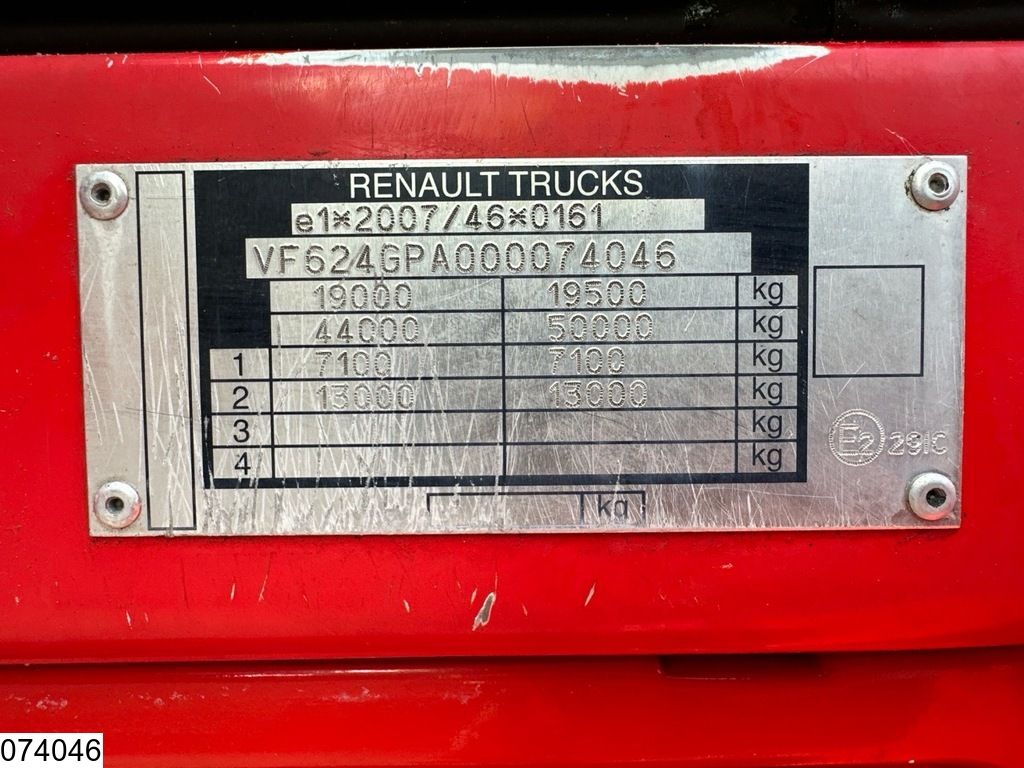 RENAULT TRUCKS
e1*2007/46*0161
VF624GPA000074046
19000 19500 kg
44000 50000 kg
1 7100 7100 kg
2 13000 13000 kg
3 kg
4 kg
kg
E2 29IC
074046